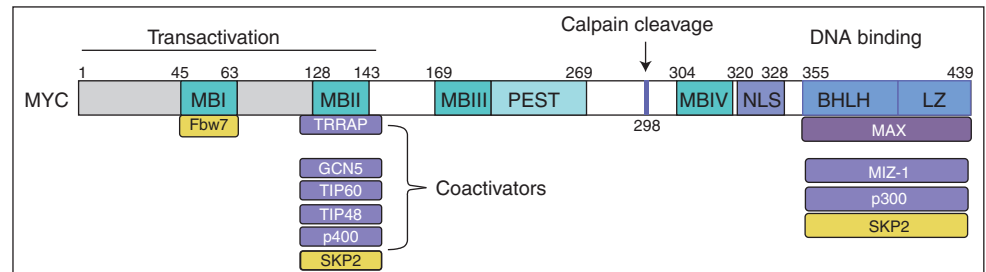 Calpain cleavage
Transactivation
DNA binding
1 45 63 128 143 169 269 304 320 328 355 439
MYC MBI MBII MBIII PEST MBIV NLS BHLH LZ
Fbw7 TRRAP 298 MAX
GCN5 MIZ-1
TIP60 Coactivators p300
TIP48 SKP2
p400
SKP2